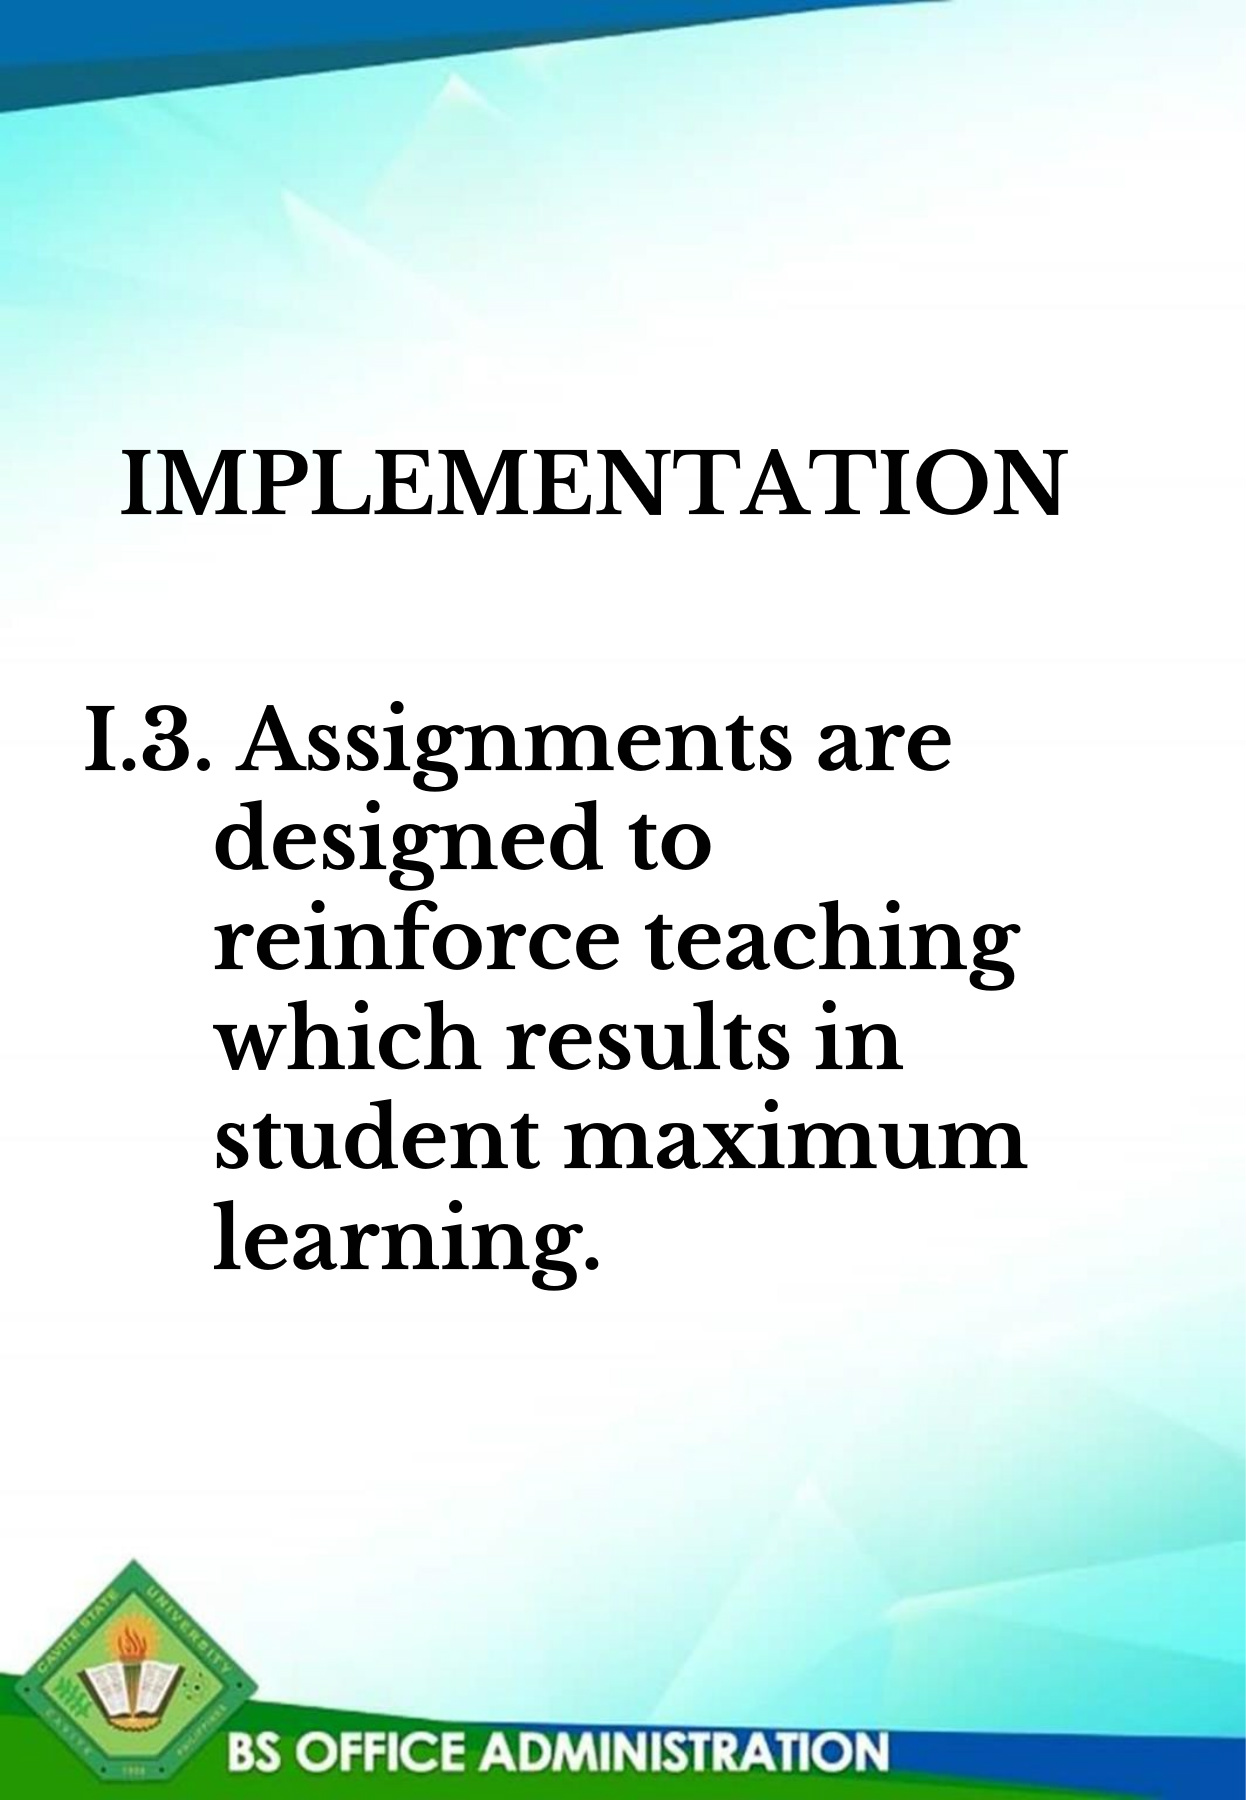 IMPLEMENTATION
I.3. Assignments are
designed to
reinforce teaching
which results in
student maximum
learning.
CAVITE STATE UNIVERSITY
CAVITE
PHILIPPINES
1906
BS OFFICE ADMINISTRATION